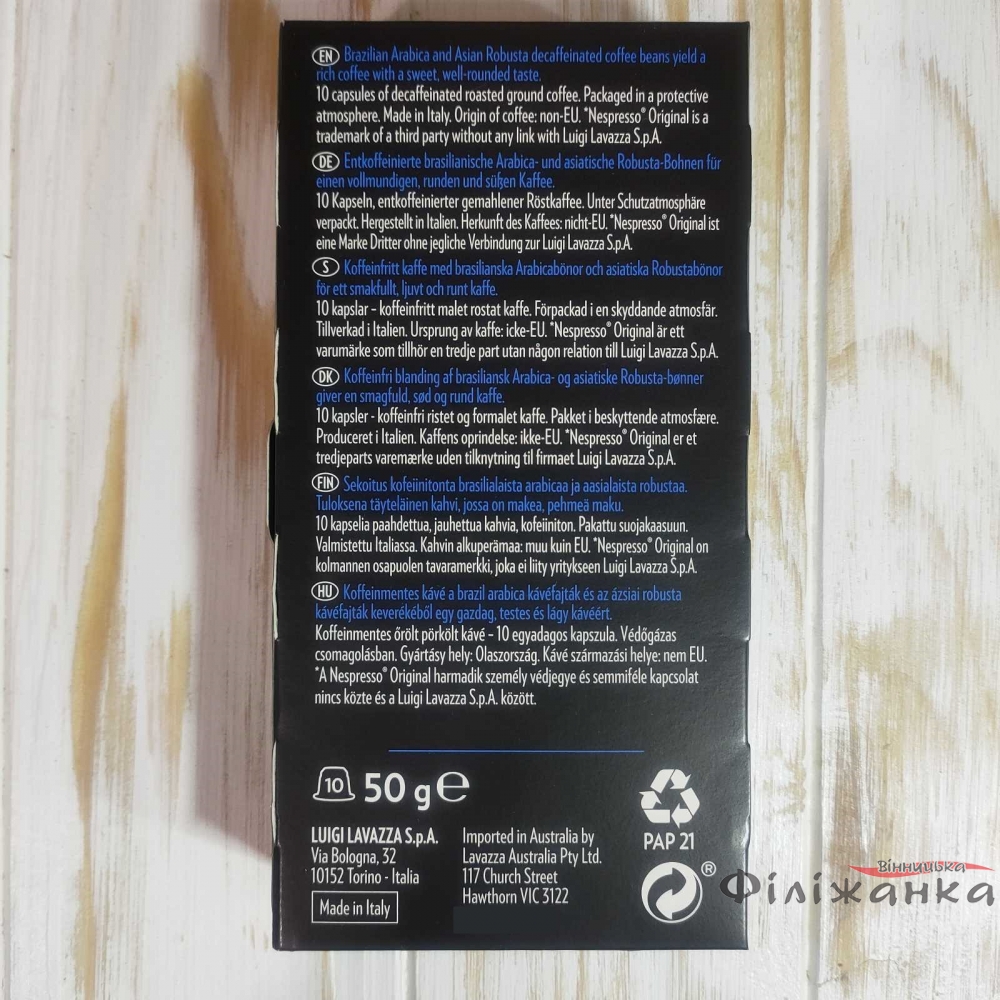 EN Brazilian Arabica and Asian Robusta decaffeinated coffee beans yield a
rich coffee with a sweet, well-rounded taste.
10 capsules of decaffeinated roasted ground coffee. Packaged in a protective
atmosphere. Made in Italy. Origin of coffee: non-EU. *Nespresso® Original is a
trademark of a third party without any link with Luigi Lavazza S.p.A.
DE Entkoffeinierte brasilianische Arabica- und asiatische Robusta-Bohnen für
einen vollmundigen, runden und süßen Kaffee.
10 Kapseln, entkoffeinierter gemahlener Röstkaffee. Unter Schutzatmosphäre
verpackt. Hergestellt in Italien. Herkunft des Kaffees: nicht-EU. *Nespresso® Original ist
eine Marke Dritter ohne jegliche Verbindung zur Luigi Lavazza S.p.A.
S Koffeinfritt kaffe med brasilianska Arabicabönor och asiatiska Robustabönor
för ett smakfullt, ljuvt och runt kaffe.
10 kapslar – koffeinfritt malet rostat kaffe. Förpackad i en skyddande atmosfär.
Tillverkad i Italien. Ursprung av kaffe: icke-EU. *Nespresso® Original är ett
varumärke som tillhör en tredje part utan någon relation till Luigi Lavazza S.p.A.
DK Koffeinfri blanding af brasiliansk Arabica- og asiatiske Robusta-bønner
giver en smagfuld, sød og rund kaffe.
10 kapsler - koffeinfri ristet og formalet kaffe. Pakket i beskyttende atmosfære.
Produceret i Italien. Kaffens oprindelse: ikke-EU. *Nespresso® Original er et
tredjeparts varemærke uden tilknytning til firmaet Luigi Lavazza S.p.A.
FIN Sekoitus kofeiinitonta brasilialaista arabicaa ja aasialaista robustaa.
Tuloksena täyteläinen kahvi, jossa on makea, pehmeä maku.
10 kapselia paahdettua, jauhettua kahvia, kofeiiniton. Pakattu suojakaasuun.
Valmistettu Italiassa. Kahvin alkuperämaa: muu kuin EU. *Nespresso® Original on
kolmannen osapuolen tavaramerkki, joka ei liity yritykseen Luigi Lavazza S.p.A.
HU Koffeinmentes kávé a brazil arabica kávéfajták és az ázsiai robusta
kávéfajták keverékéből egy gazdag, testes és lágy kávéért.
Koffeinmentes őrölt pörkölt kávé – 10 egyadagos kapszula. Védőgázas
csomagolásban. Gyártásy hely: Olaszország. Kávé származási helye: nem EU.
*A Nespresso® Original harmadik személy védjegye és semmiféle kapcsolat
nincs közte és a Luigi Lavazza S.p.A. között.
10 50 g℮
PAP 21
LUIGI LAVAZZA S.p.A.
Via Bologna, 32
10152 Torino - Italia
Made in Italy
Imported in Australia by
Lavazza Australia Pty Ltd.
117 Church Street
Hawthorn VIC 3122
®
Вінницька
Філіжанка